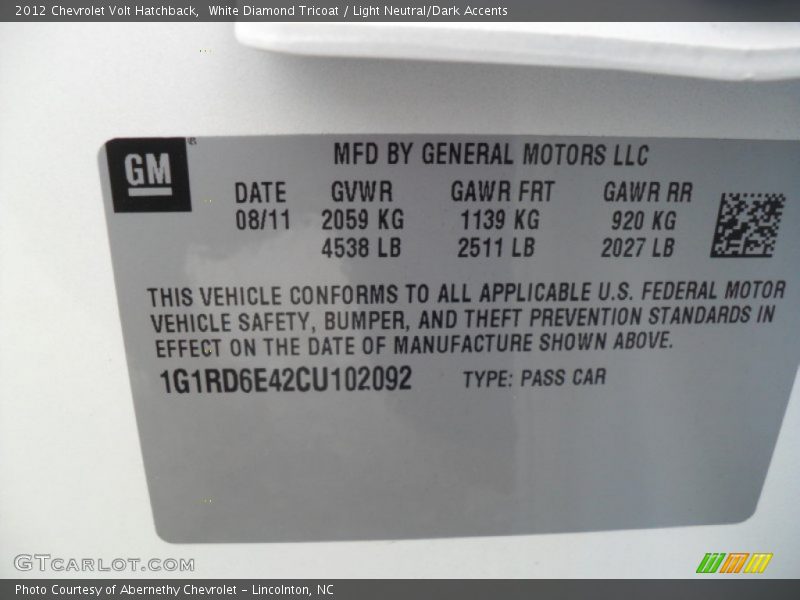 2012 Chevrolet Volt Hatchback, White Diamond Tricoat / Light Neutral/Dark Accents
GM ®
MFD BY GENERAL MOTORS LLC
DATE GVWR GAWR FRT GAWR RR
08/11 2059 KG 1139 KG 920 KG
4538 LB 2511 LB 2027 LB
THIS VEHICLE CONFORMS TO ALL APPLICABLE U.S. FEDERAL MOTOR
VEHICLE SAFETY, BUMPER, AND THEFT PREVENTION STANDARDS IN
EFFECT ON THE DATE OF MANUFACTURE SHOWN ABOVE.
1G1RD6E42CU102092 TYPE: PASS CAR
GTCARLOT.COM
Photo Courtesy of Abernethy Chevrolet – Lincolnton, NC